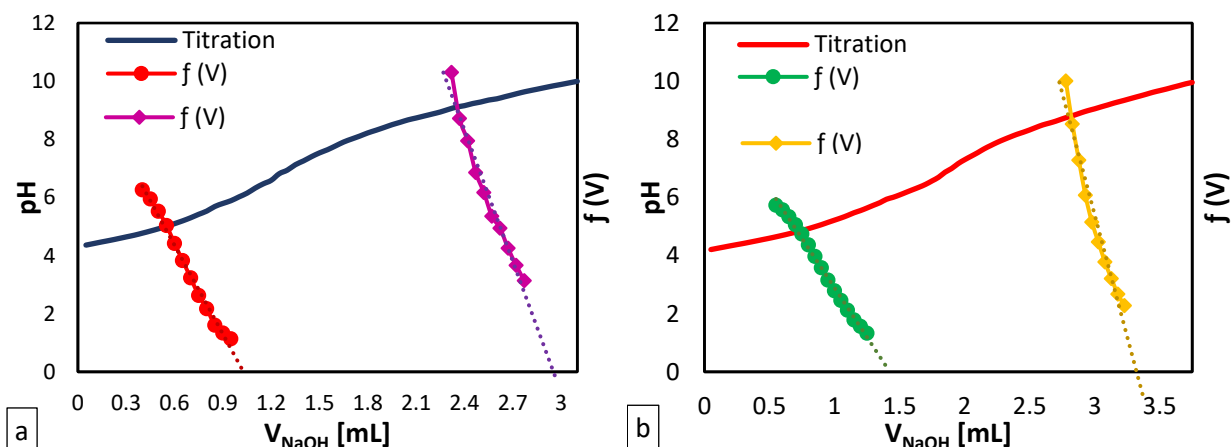 12
10
8
6
4
2
0
pH
Titration
ƒ (V)
ƒ (V)
ƒ (V)
0 0.3 0.6 0.9 1.2 1.5 1.8 2.1 2.4 2.7 3
V_NaOH [mL]
a
12
10
8
6
4
2
0
pH
Titration
ƒ (V)
ƒ (V)
ƒ (V)
0 0.5 1 1.5 2 2.5 3 3.5
V_NaOH [mL]
b